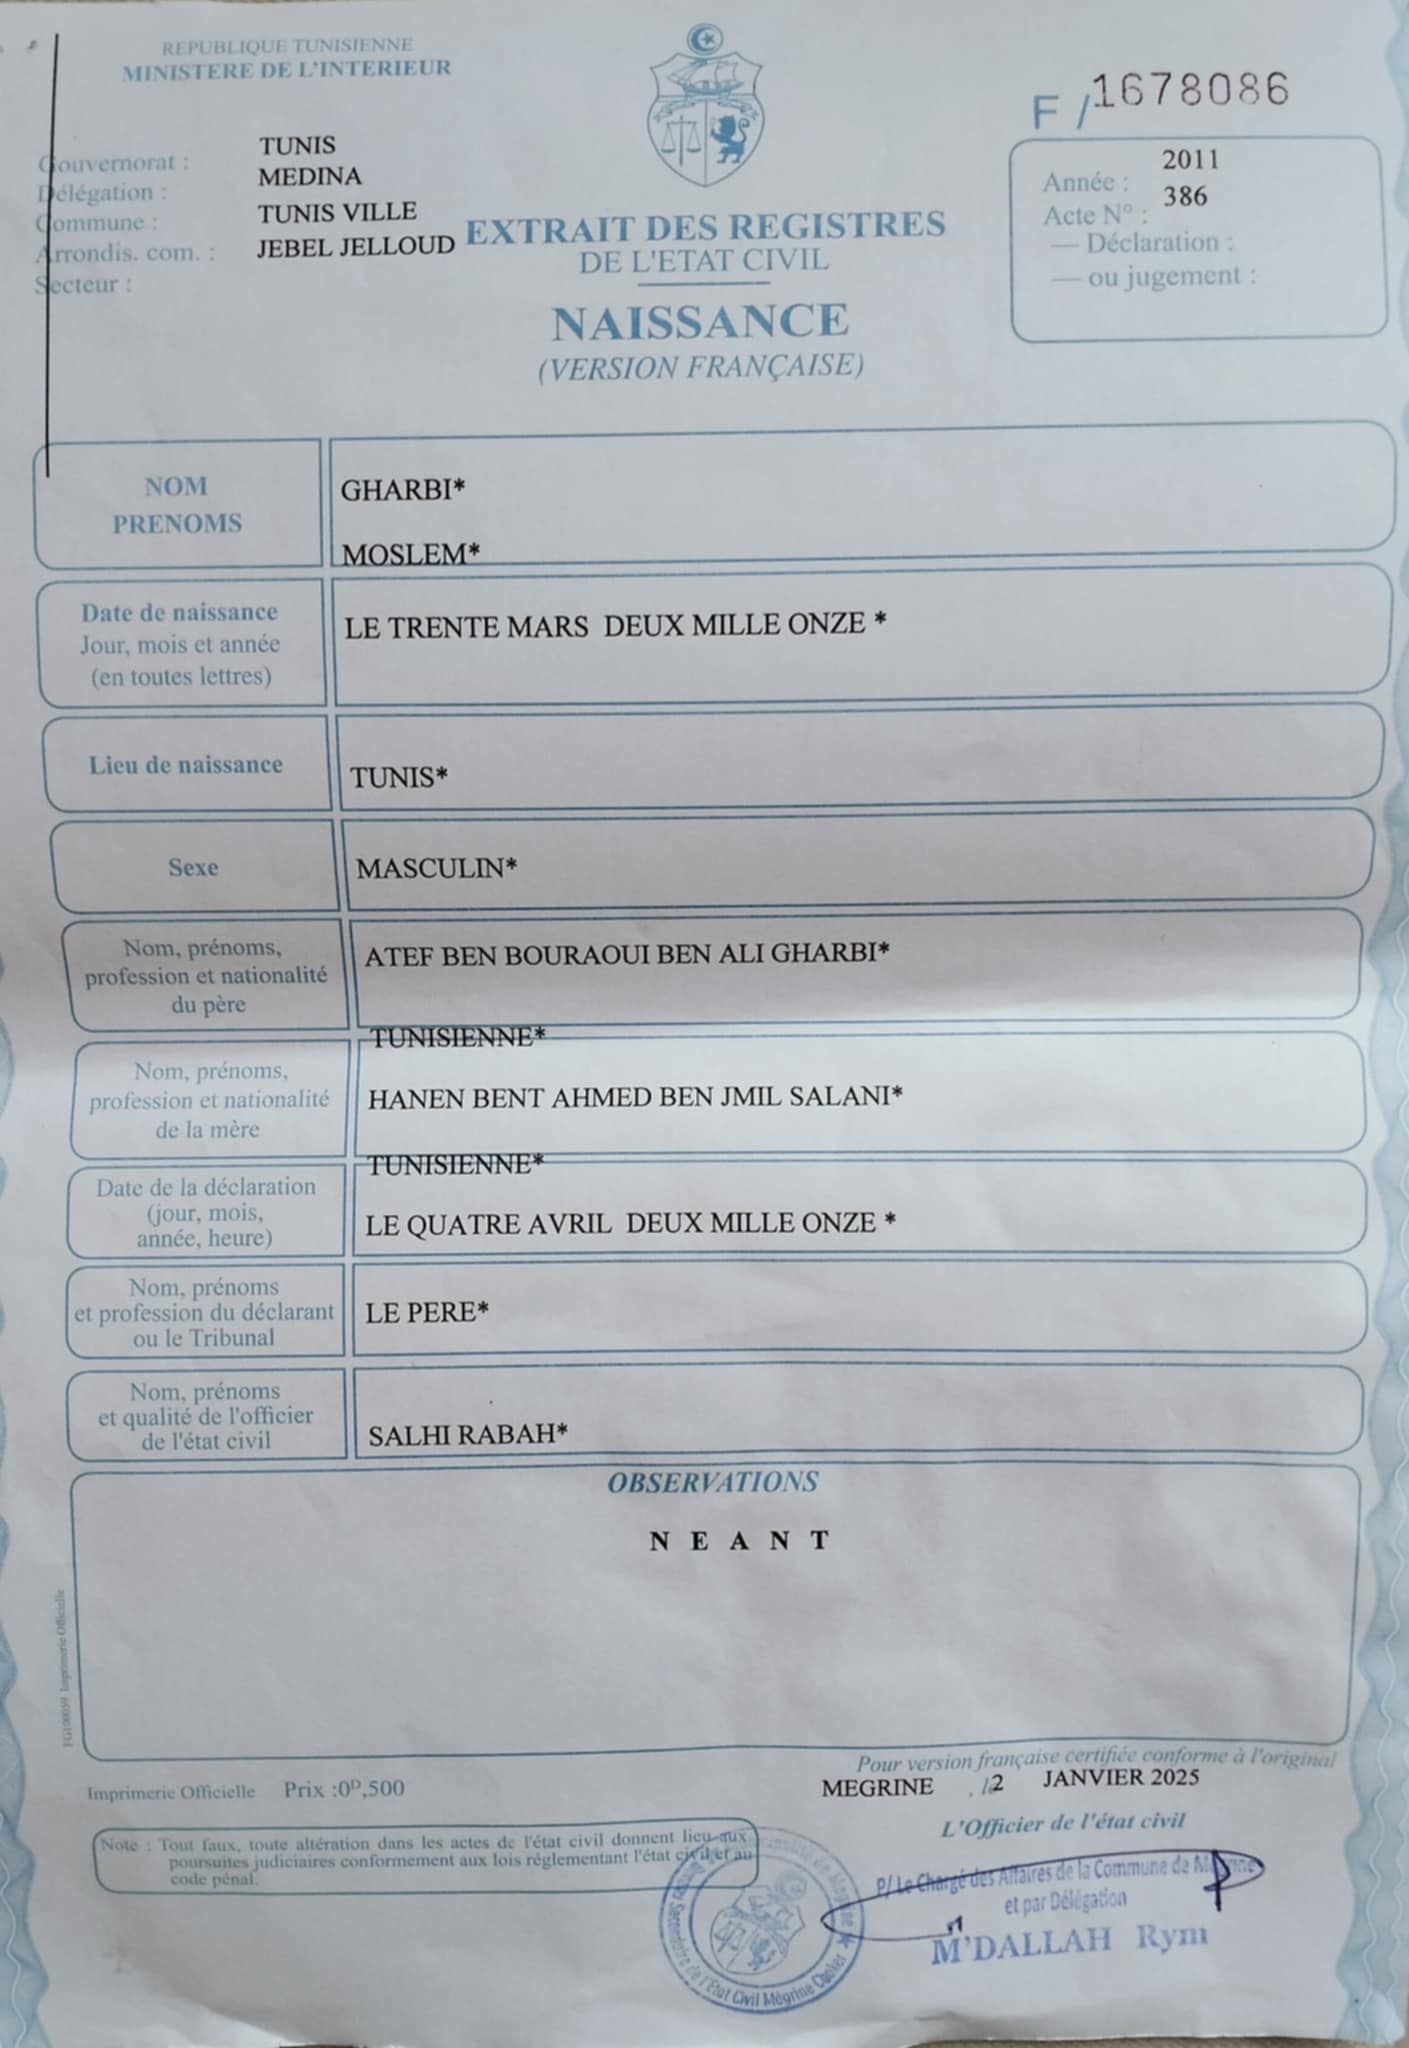 REPUBLIQUE TUNISIENNE
MINISTERE DE L'INTERIEUR
F / 1678086
Gouvernorat : TUNIS
Délégation : MEDINA
Commune : TUNIS VILLE
Arrondis. com. : JEBEL JELLOUD
Secteur :
EXTRAIT DES REGISTRES
DE L'ETAT CIVIL
NAISSANCE
(VERSION FRANÇAISE)
Année : 2011
Acte N° : 386
— Déclaration :
— ou jugement :
NOM
PRENOMS
GHARBI*
MOSLEM*
Date de naissance
Jour, mois et année
(en toutes lettres)
LE TRENTE MARS DEUX MILLE ONZE *
Lieu de naissance
TUNIS*
Sexe
MASCULIN*
Nom, prénoms,
profession et nationalité
du père
ATEF BEN BOURAOUI BEN ALI GHARBI*
TUNISIENNE*
Nom, prénoms,
profession et nationalité
de la mère
HANEN BENT AHMED BEN JMIL SALANI*
TUNISIENNE*
Date de la déclaration
(jour, mois,
année, heure)
LE QUATRE AVRIL DEUX MILLE ONZE *
Nom, prénoms
et profession du déclarant
ou le Tribunal
LE PERE*
Nom, prénoms
et qualité de l'officier
de l'état civil
SALHI RABAH*
OBSERVATIONS
N E A N T
FG100039 Imprimerie Officielle
Pour version française certifiée conforme à l'original
Imprimerie Officielle Prix :0ᴰ,500
MEGRINE JANVIER 2025
L'Officier de l'état civil
Note : Tout faux, toute altération dans les actes de l'état civil donnent lieu aux
poursuites judiciaires conformement aux lois réglementant l'état civil et au
code pénal.
P/ Le Chargé des Affaires de la Commune de Mégrine
et par Délégation
M'DALLAH Rym
de Mégrine
Secondaire de l'Etat Civil Mégrine